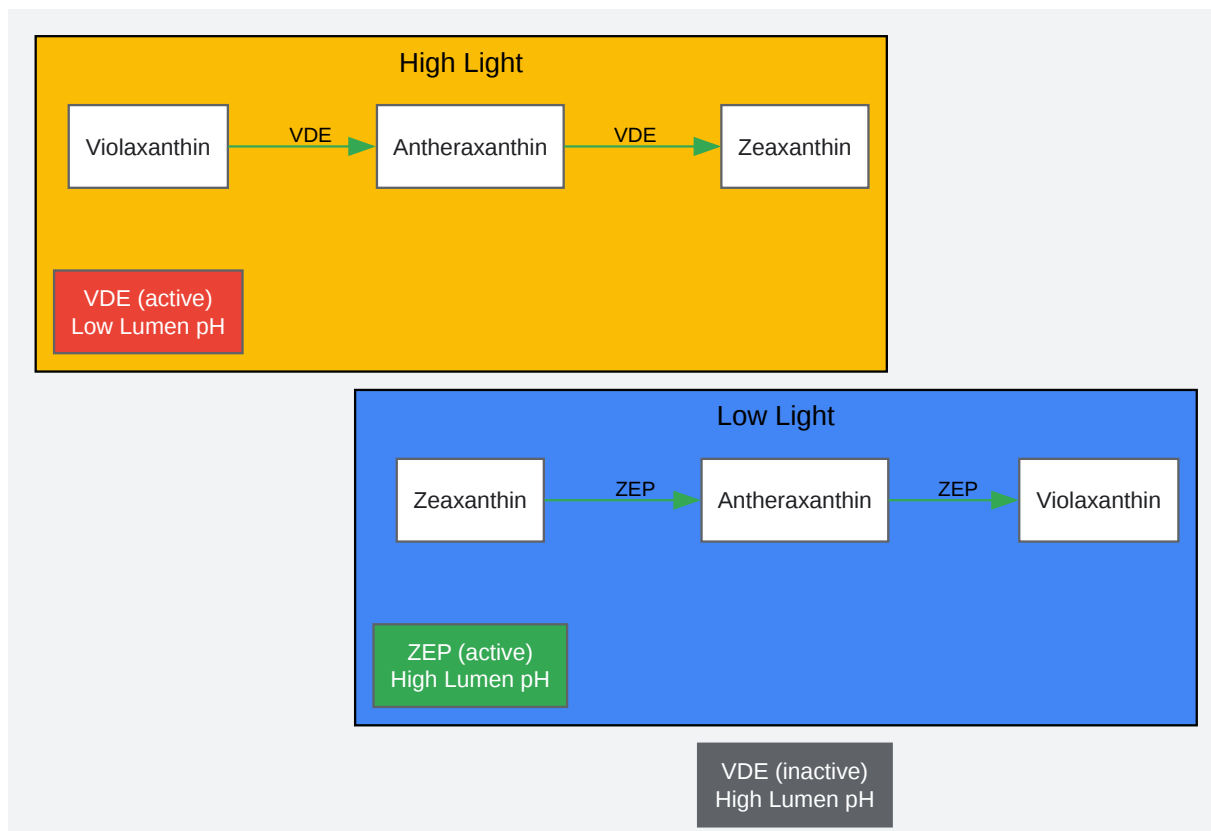 High Light
Violaxanthin
VDE
Antheraxanthin
VDE
Zeaxanthin
VDE (active)
Low Lumen pH
Low Light
Zeaxanthin
ZEP
Antheraxanthin
ZEP
Violaxanthin
ZEP (active)
High Lumen pH
VDE (inactive)
High Lumen pH